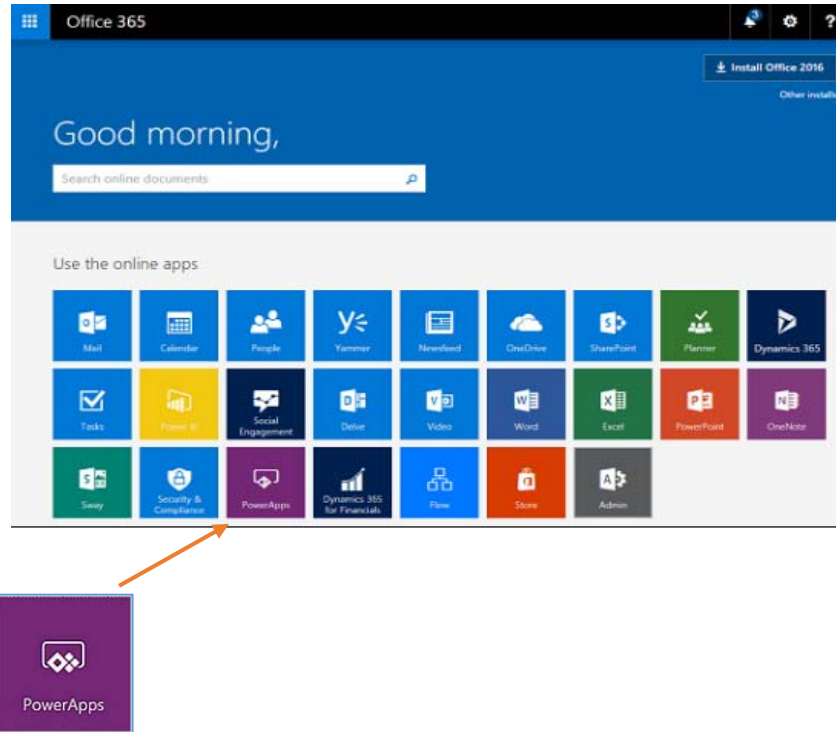 Office 365
3
?
Install Office 2016
Other installs
Good morning,
Search online documents
Use the online apps
Mail
Calendar
People
Yammer
Newsfeed
OneDrive
SharePoint
Planner
Dynamics 365
Tasks
Power BI
Social
Engagement
Delve
Video
Word
Excel
PowerPoint
OneNote
Sway
Security &
Compliance
PowerApps
Dynamics 365
for Financials
Flow
Store
Admin
PowerApps